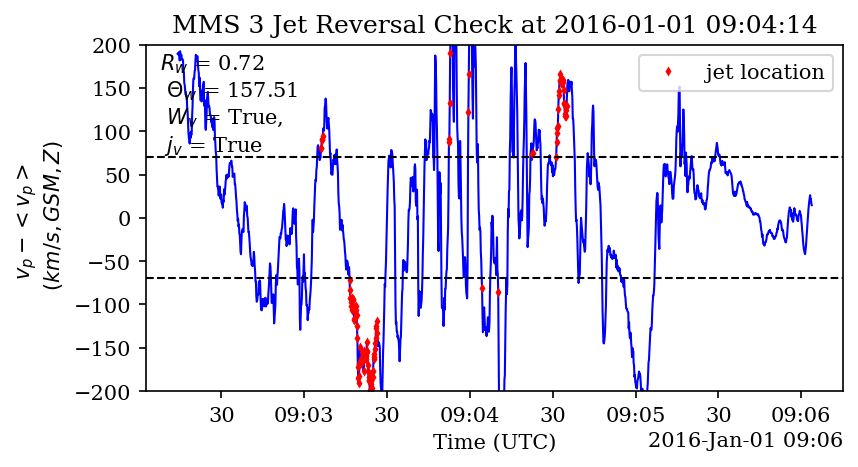 MMS 3 Jet Reversal Check at 2016-01-01 09:04:14
R_w = 0.72
Θ_w = 157.51
W_v = True,
j_v = True
jet location
v_p − < v_p >
(km/s, GSM, Z)
200
150
100
50
0
−50
−100
−150
−200
30 09:03 30 09:04 30 09:05 30 09:06
Time (UTC)
2016-Jan-01 09:06